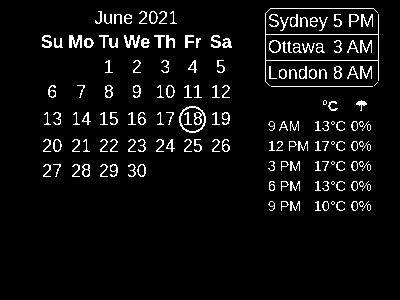 June 2021
Su Mo Tu We Th Fr Sa
1 2 3 4 5
6 7 8 9 10 11 12
13 14 15 16 17 18 19
20 21 22 23 24 25 26
27 28 29 30
Sydney 5 PM
Ottawa 3 AM
London 8 AM
°C ☂
9 AM 13°C 0%
12 PM 17°C 0%
3 PM 17°C 0%
6 PM 13°C 0%
9 PM 10°C 0%